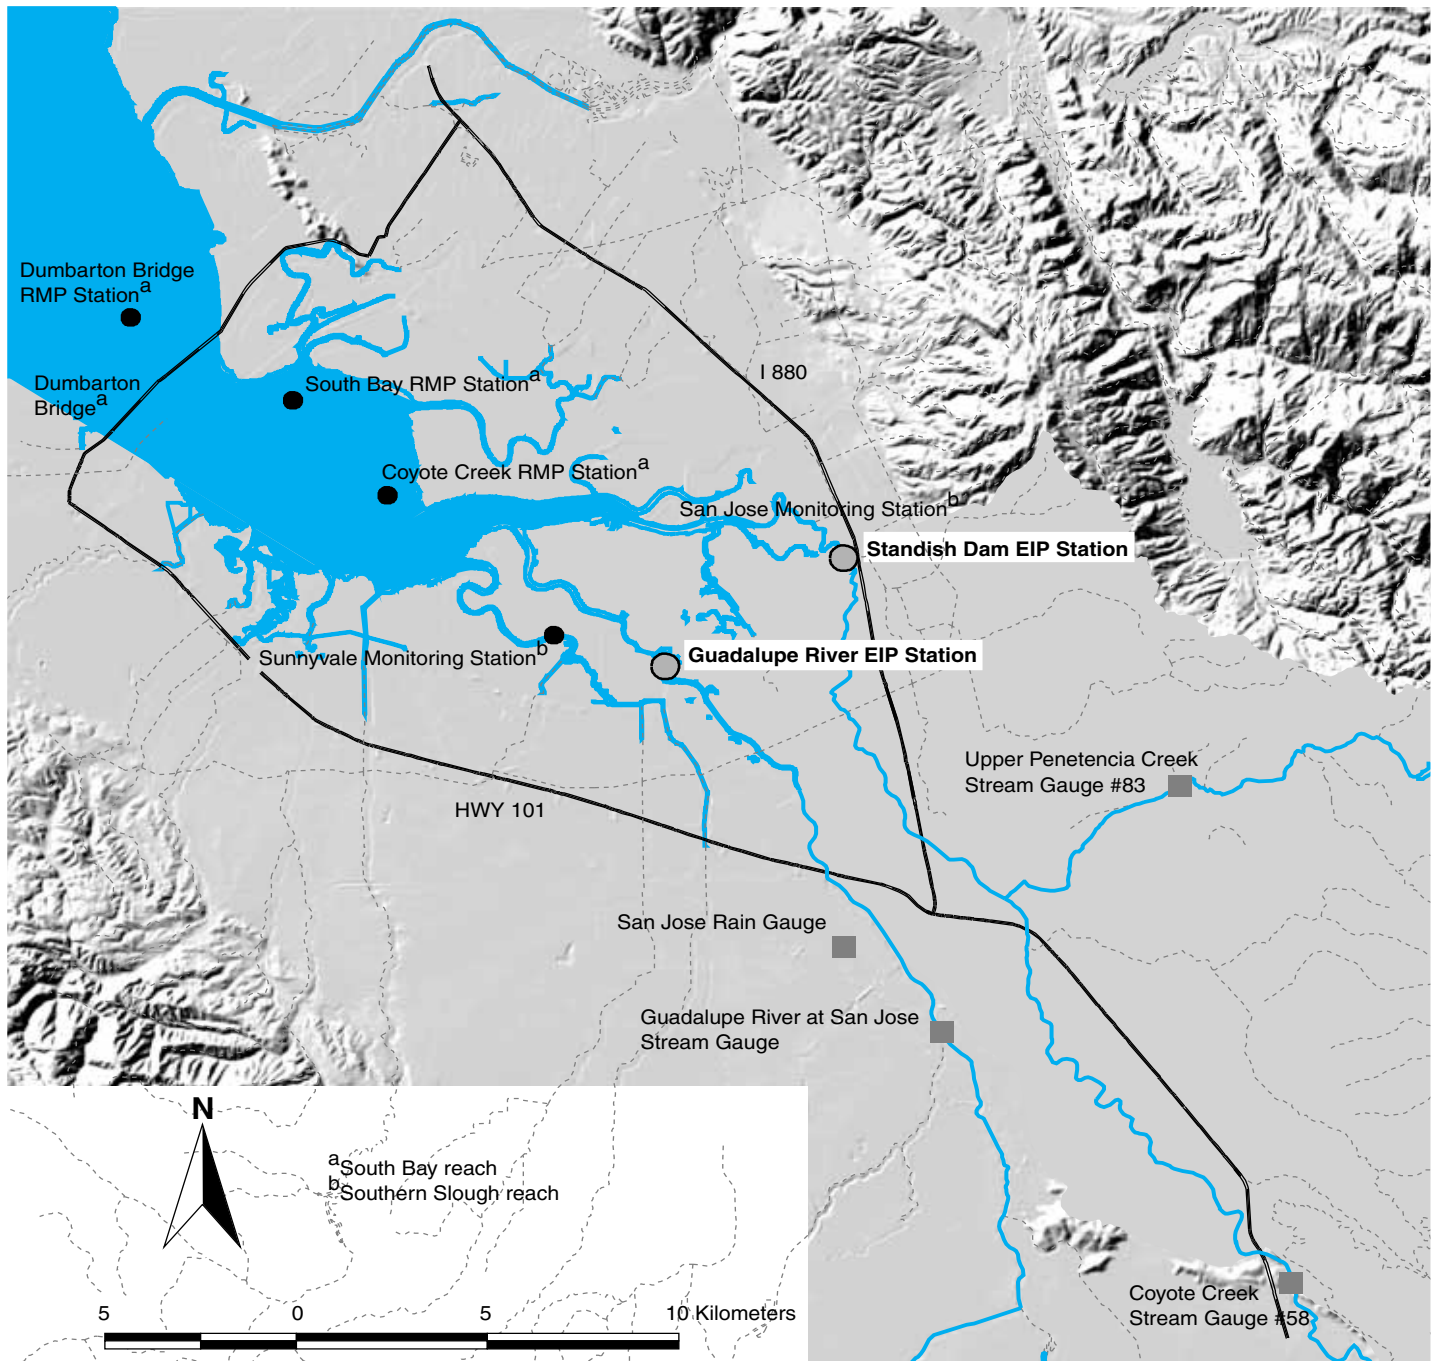 Dumbarton Bridge
RMP Station a
Dumbarton
Bridge a
South Bay RMP Station a
I 880
Coyote Creek RMP Station a
San Jose Monitoring Station b
Standish Dam EIP Station
Sunnyvale Monitoring Station b
Guadalupe River EIP Station
Upper Penetencia Creek
Stream Gauge #83
HWY 101
San Jose Rain Gauge
Guadalupe River at San Jose
Stream Gauge
N
a South Bay reach
b Southern Slough reach
Coyote Creek
Stream Gauge #58
5 0 5 10 Kilometers